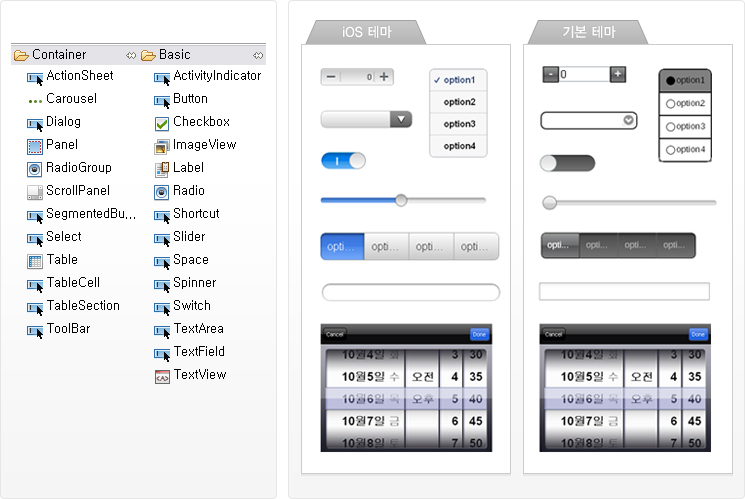 Container
ActionSheet
Carousel
Dialog
Panel
RadioGroup
ScrollPanel
SegmentedBu...
Select
Table
TableCell
TableSection
ToolBar
Basic
ActivityIndicator
Button
Checkbox
ImageView
Label
Radio
Shortcut
Slider
Space
Spinner
Switch
TextArea
TextField
TextView
iOS 테마
− 0 +
✓ option1
option2
option3
option4
opti... opti... opti... opti...
Cancel Done
10월4일 화 3 30
10월5일 수 오전 4 35
10월6일 목 오후 5 40
10월7일 금 6 45
10월8일 토 7 50
기본 테마
- 0 +
option1
option2
option3
option4
opti... opti... opti... opti...
Cancel Done
10월4일 화 3 30
10월5일 수 오전 4 35
10월6일 목 오후 5 40
10월7일 금 6 45
10월8일 토 7 50